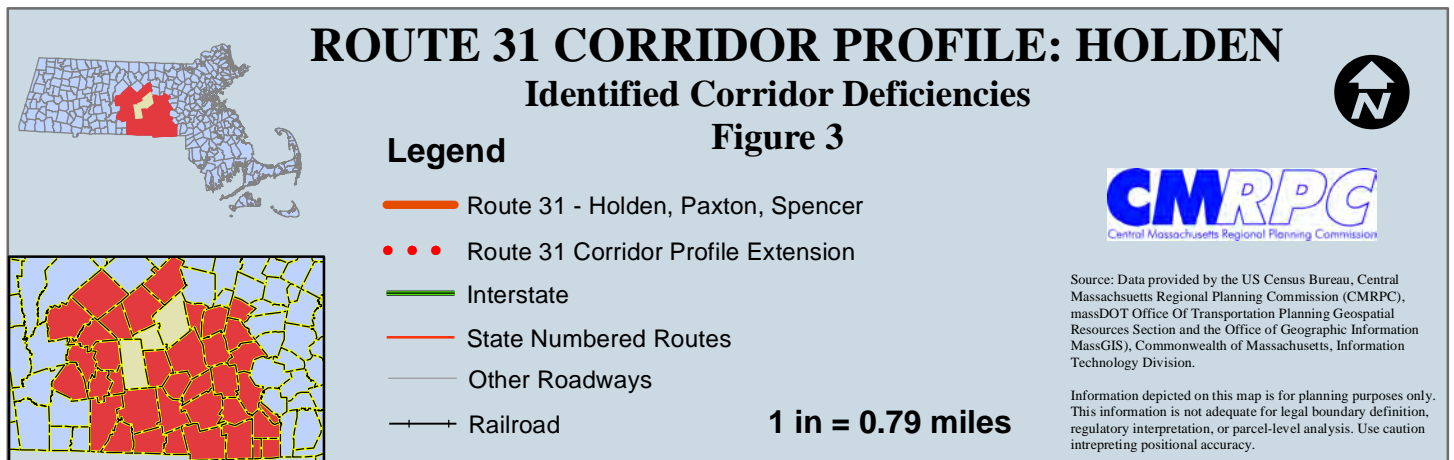 ROUTE 31 CORRIDOR PROFILE: HOLDEN
Identified Corridor Deficiencies
Figure 3
N
Legend
Route 31 - Holden, Paxton, Spencer
Route 31 Corridor Profile Extension
Interstate
State Numbered Routes
Other Roadways
Railroad
1 in = 0.79 miles
CMRPC
Central Massachusetts Regional Planning Commission
Source: Data provided by the US Census Bureau, Central
Massachsuetts Regional Planning Commission (CMRPC),
massDOT Office Of Transportation Planning Geospatial
Resources Section and the Office of Geographic Information
MassGIS), Commonwealth of Massachusetts, Information
Technology Division.
Information depicted on this map is for planning purposes only.
This information is not adequate for legal boundary definition,
regulatory interpretation, or parcel-level analysis. Use caution
intrepreting positional accuracy.